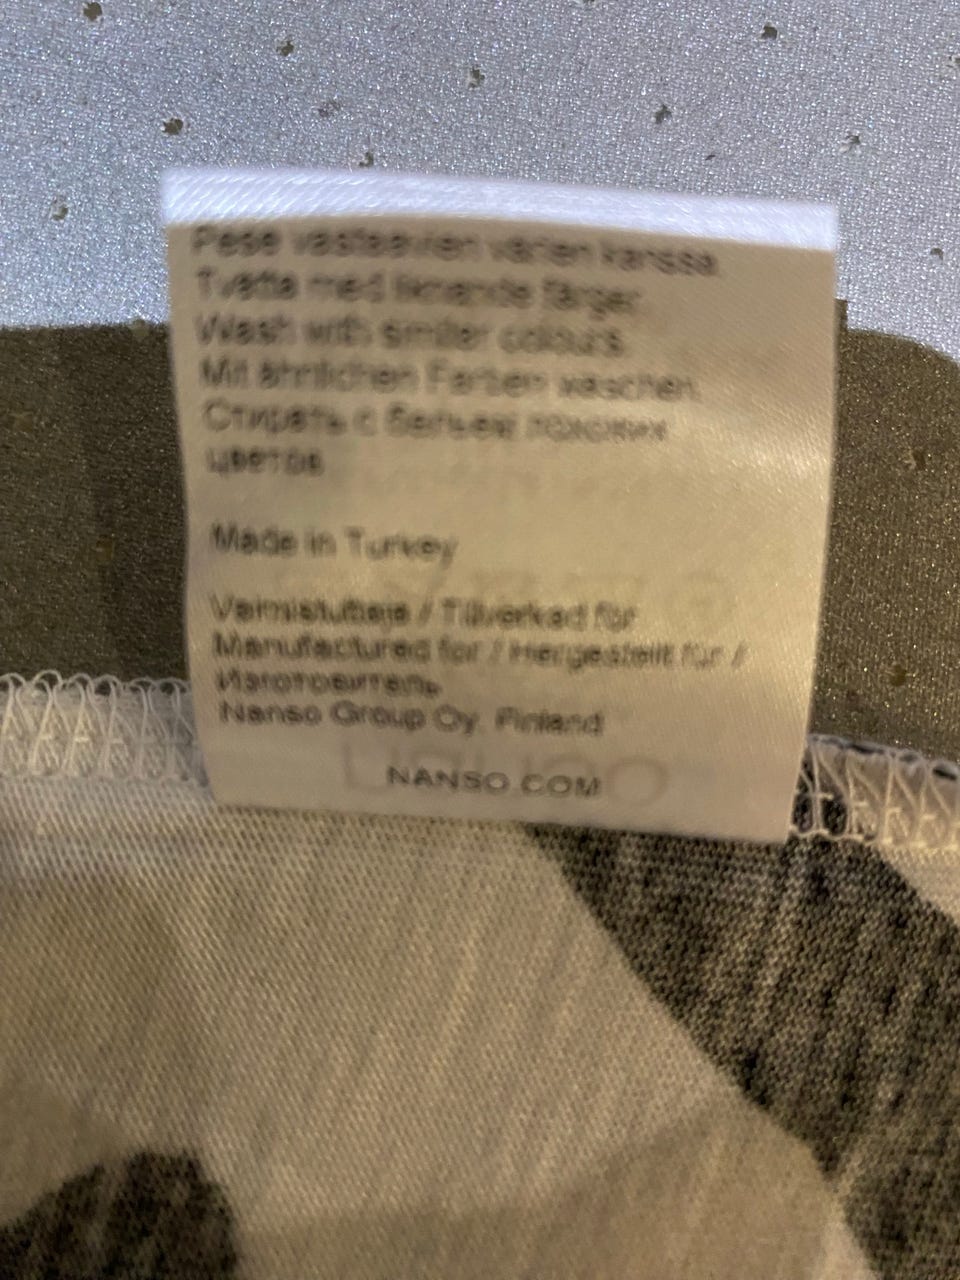 Pese vastaavien värien kanssa.
Tvätta med liknande färger.
Wash with similar colours.
Mit ähnlichen Farben waschen.
Стирать с бельем похожих
цветов
Made in Turkey
Valmistuttaja / Tillverkad för
Manufactured for / Hergestellt für /
Изготовитель
Nanso Group Oy, Finland
NANSO.COM